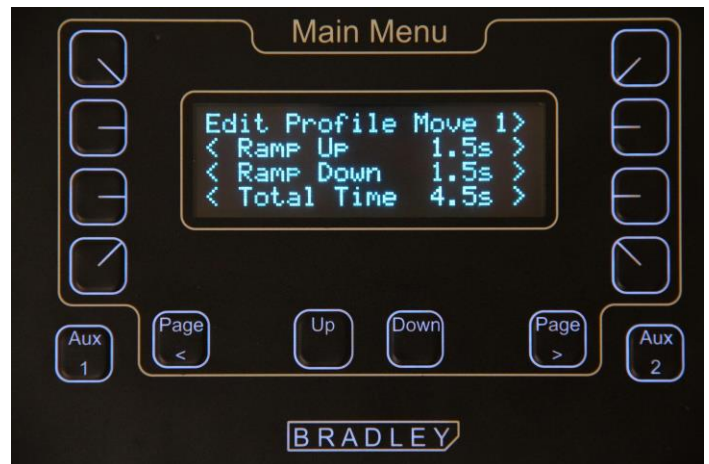 Main Menu
Edit Profile Move 1>
< Ramp Up 1.5s >
< Ramp Down 1.5s >
< Total Time 4.5s >
Aux 1
Page <
Up
Down
Page >
Aux 2
BRADLEY